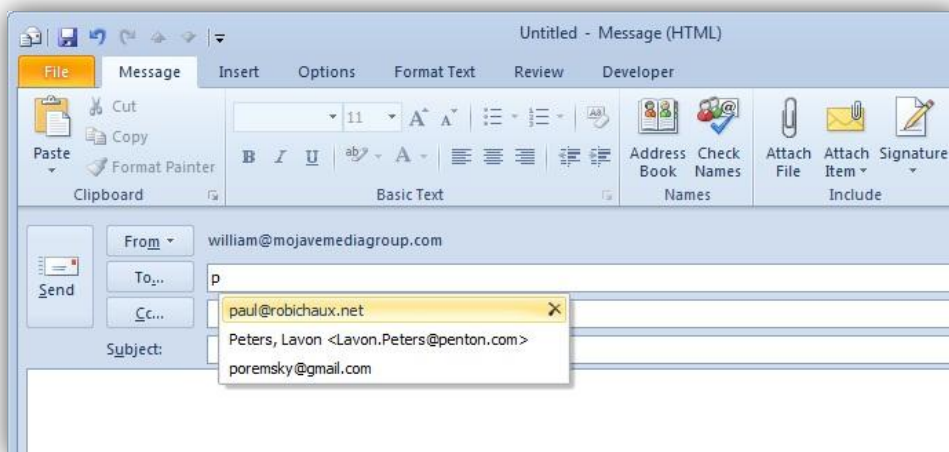 Untitled - Message (HTML)
File Message Insert Options Format Text Review Developer
Cut
Copy
Format Painter
Paste
Clipboard
11
B I U
Basic Text
Address Book
Check Names
Names
Attach File
Attach Item
Signature
Include
From william@mojavemediagroup.com
To... p
Cc...
Send
Subject:
paul@robichaux.net
Peters, Lavon <Lavon.Peters@penton.com>
poremsky@gmail.com